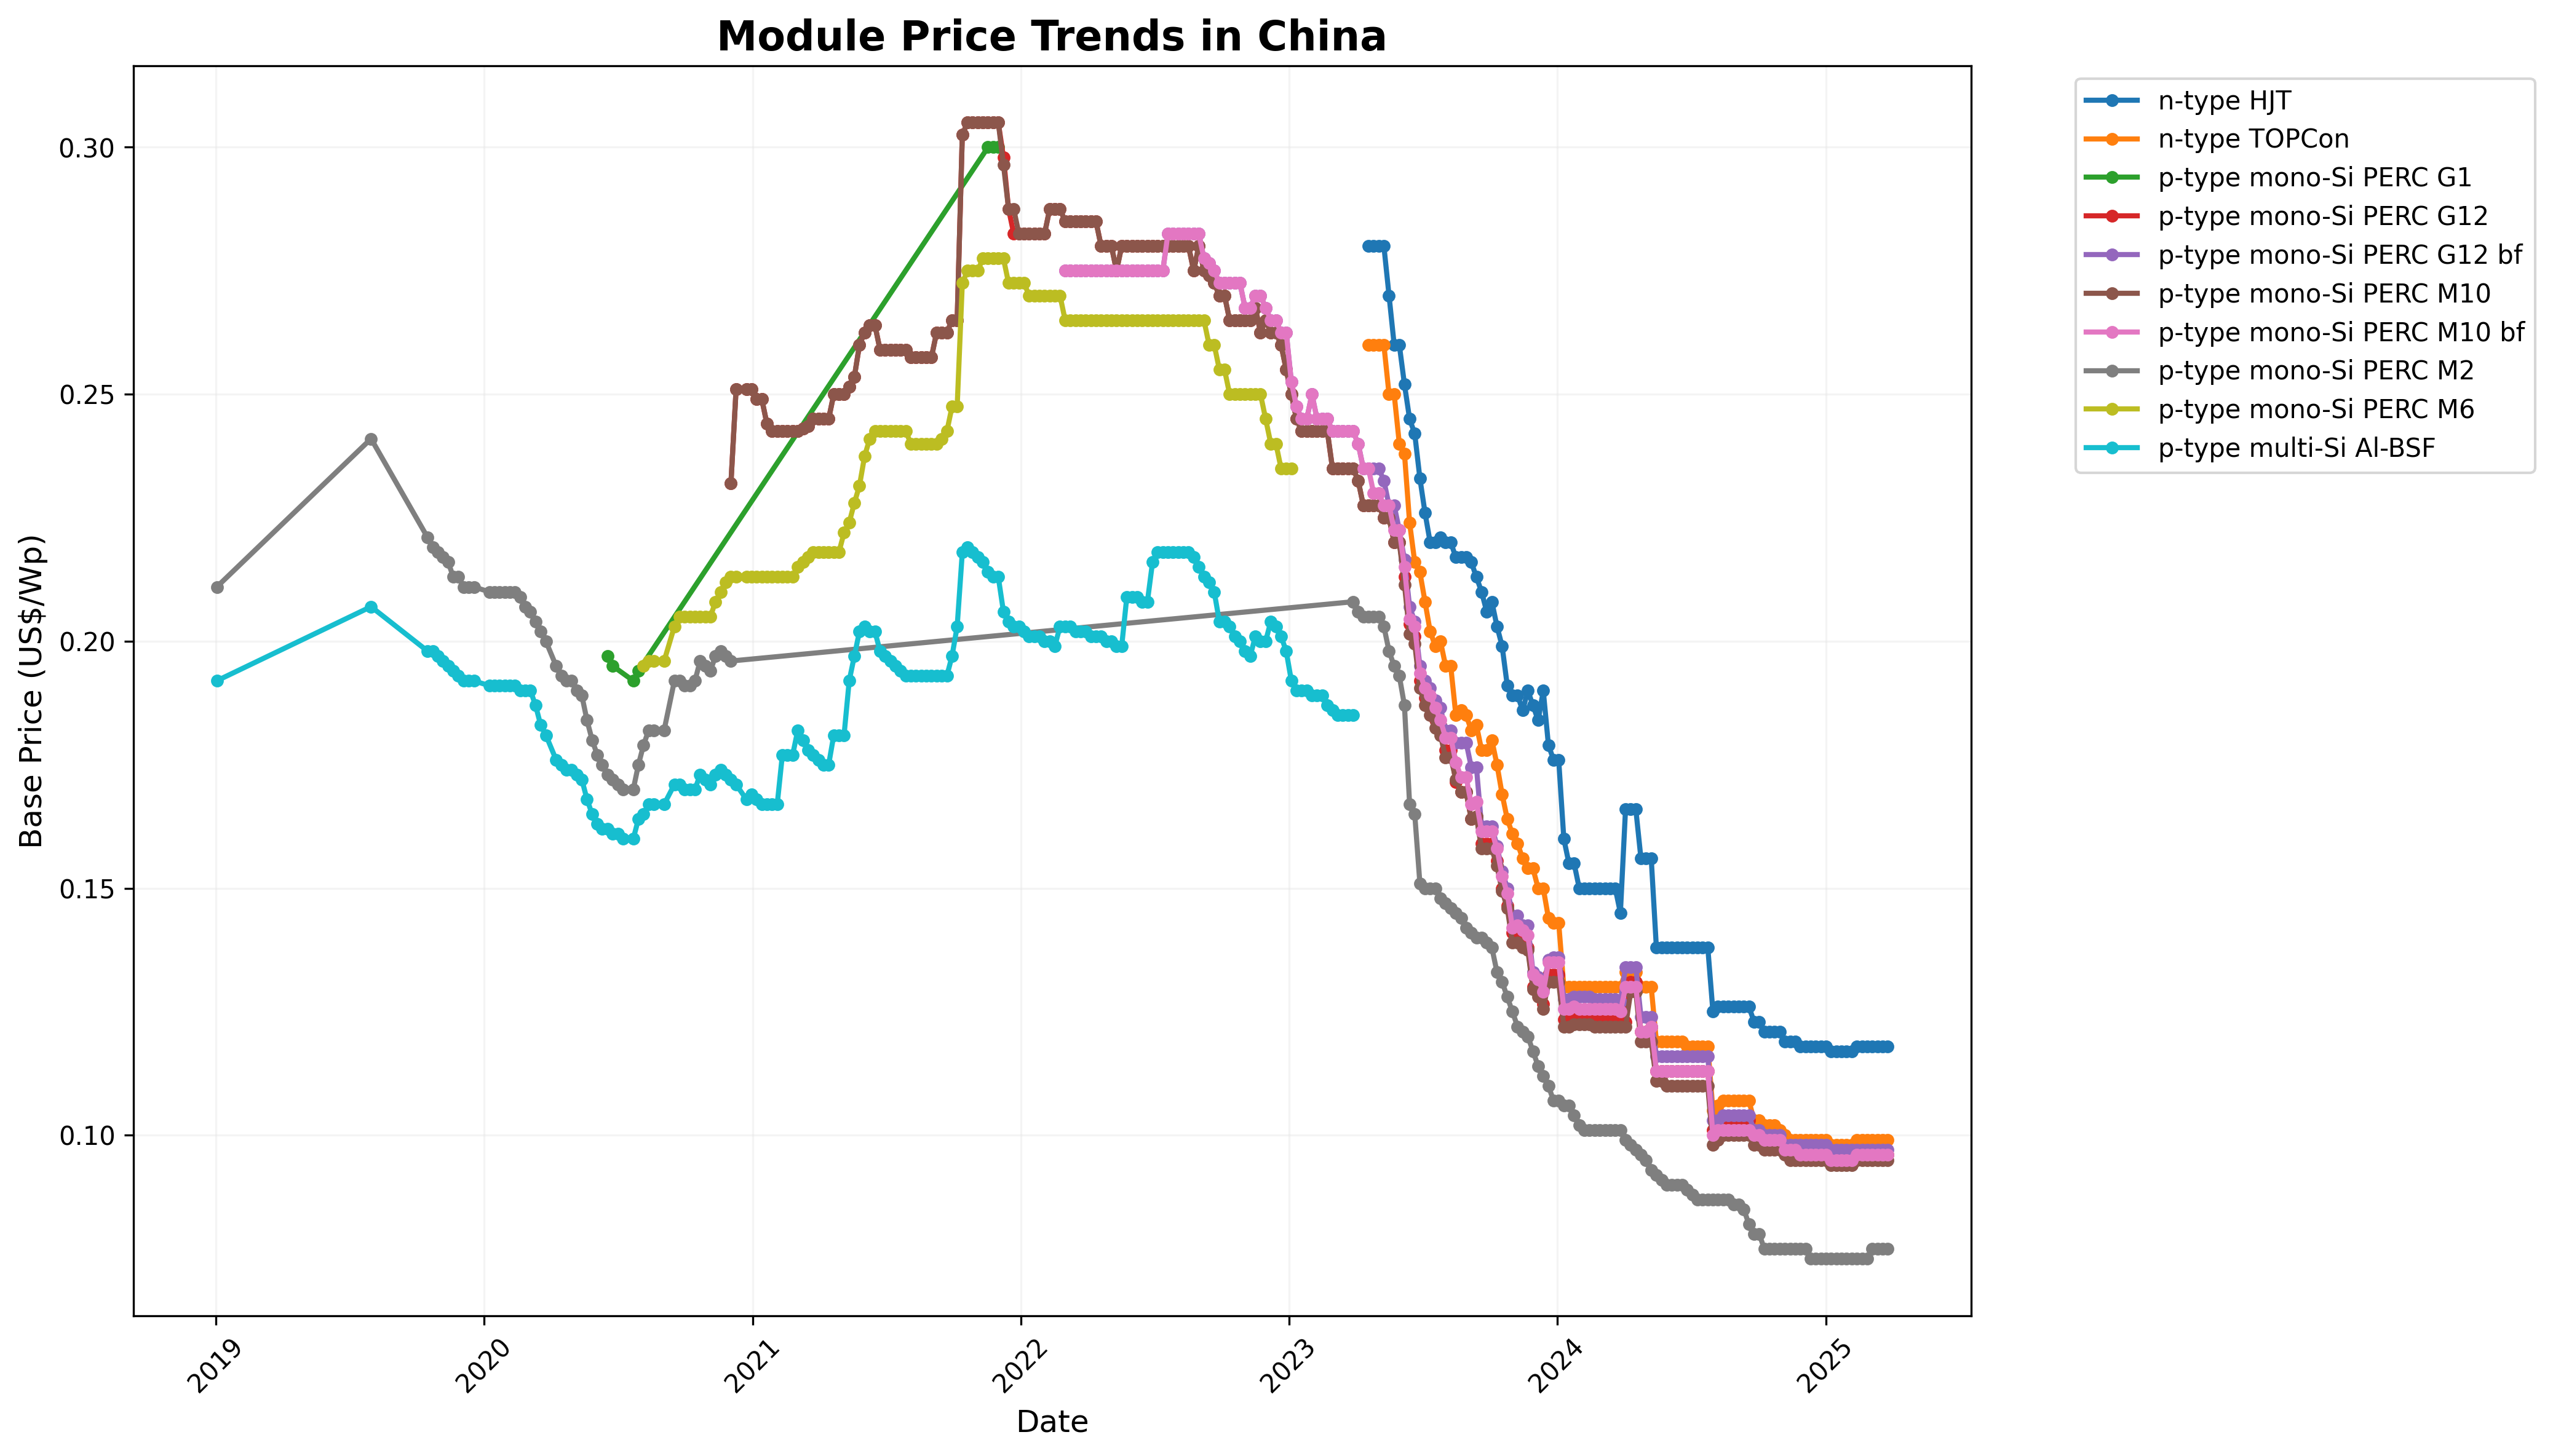 Module Price Trends in China
0.30
0.25
0.20
0.15
0.10
Base Price (US$/Wp)
2019
2020
2021
2022
2023
2024
2025
Date
n-type HJT
n-type TOPCon
p-type mono-Si PERC G1
p-type mono-Si PERC G12
p-type mono-Si PERC G12 bf
p-type mono-Si PERC M10
p-type mono-Si PERC M10 bf
p-type mono-Si PERC M2
p-type mono-Si PERC M6
p-type multi-Si Al-BSF